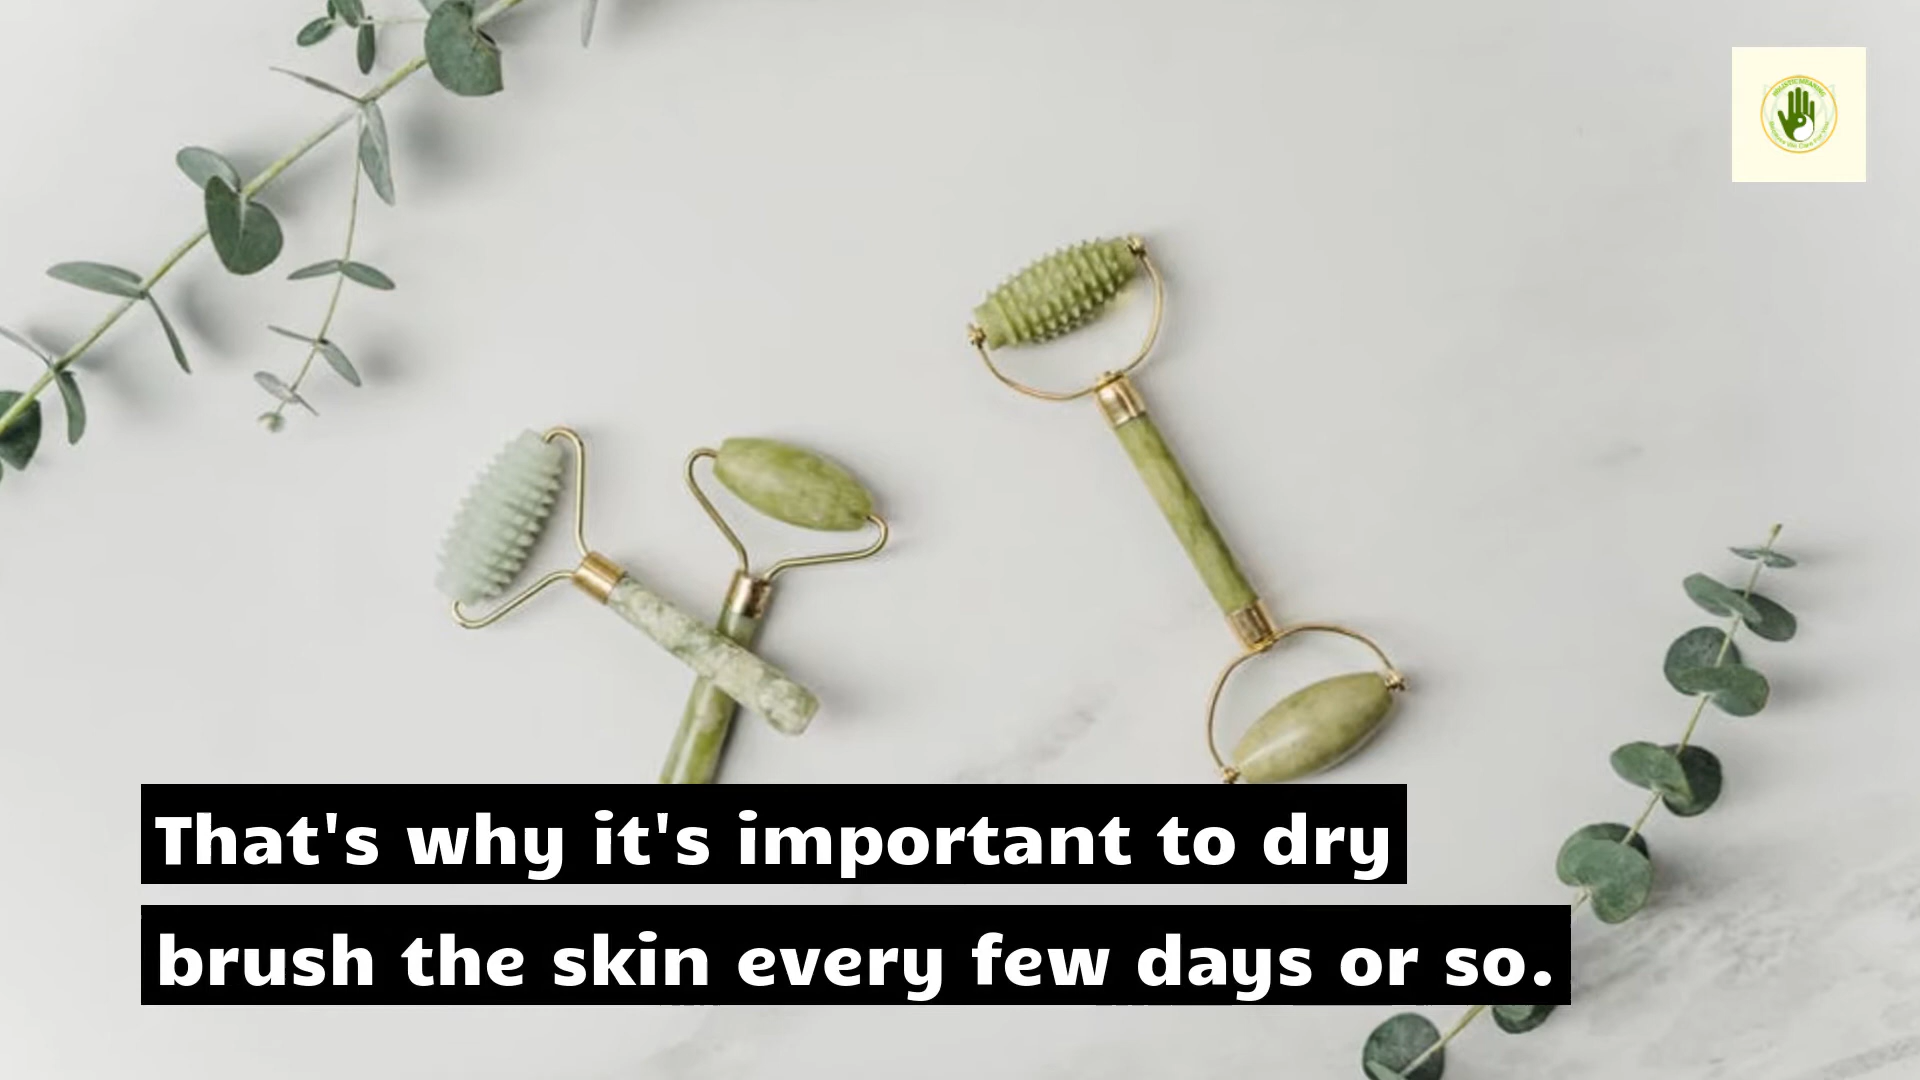 That's why it's important to dry
brush the skin every few days or so.